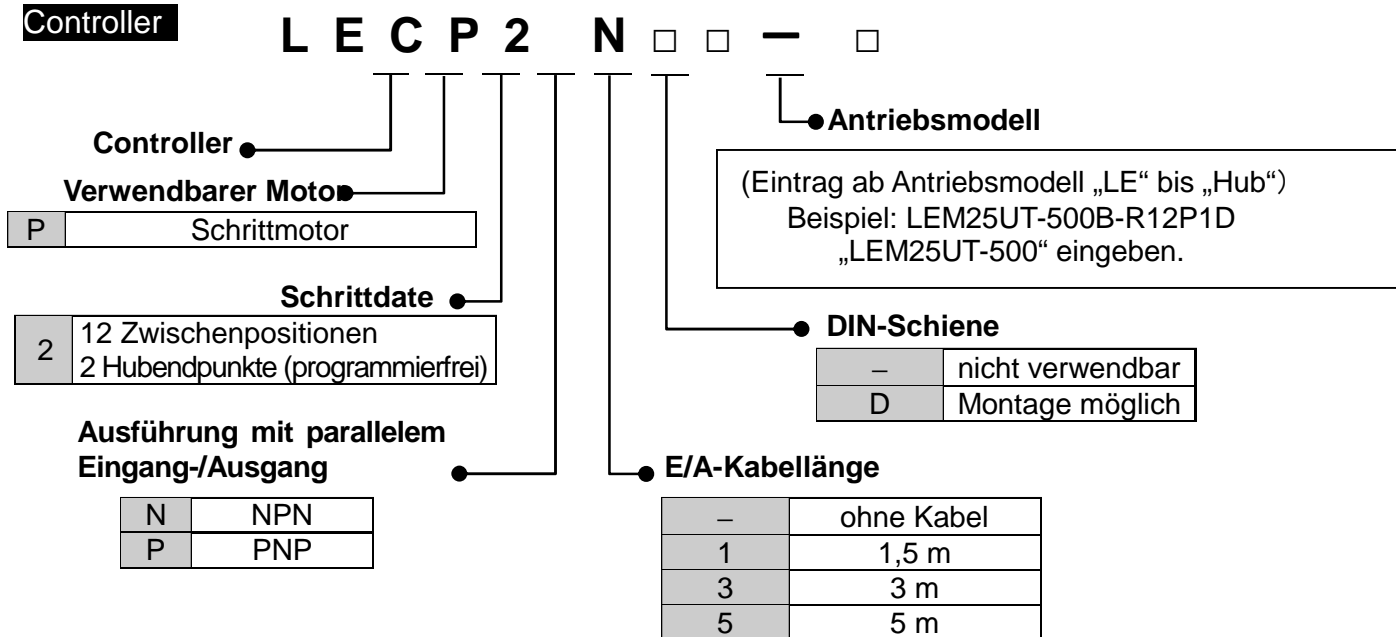 Controller
L E C P 2 N □ □ － □
Antriebsmodell
(Eintrag ab Antriebsmodell „LE“ bis „Hub“）
Beispiel: LEM25UT-500B-R12P1D
„LEM25UT-500“ eingeben.
Controller
Verwendbarer Motor
P Schrittmotor
Schrittdate
2 12 Zwischenpositionen
2 Hubendpunkte (programmierfrei)
DIN-Schiene
– nicht verwendbar
D Montage möglich
Ausführung mit parallelem
Eingang-/Ausgang
N NPN
P PNP
E/A-Kabellänge
– ohne Kabel
1 1,5 m
3 3 m
5 5 m